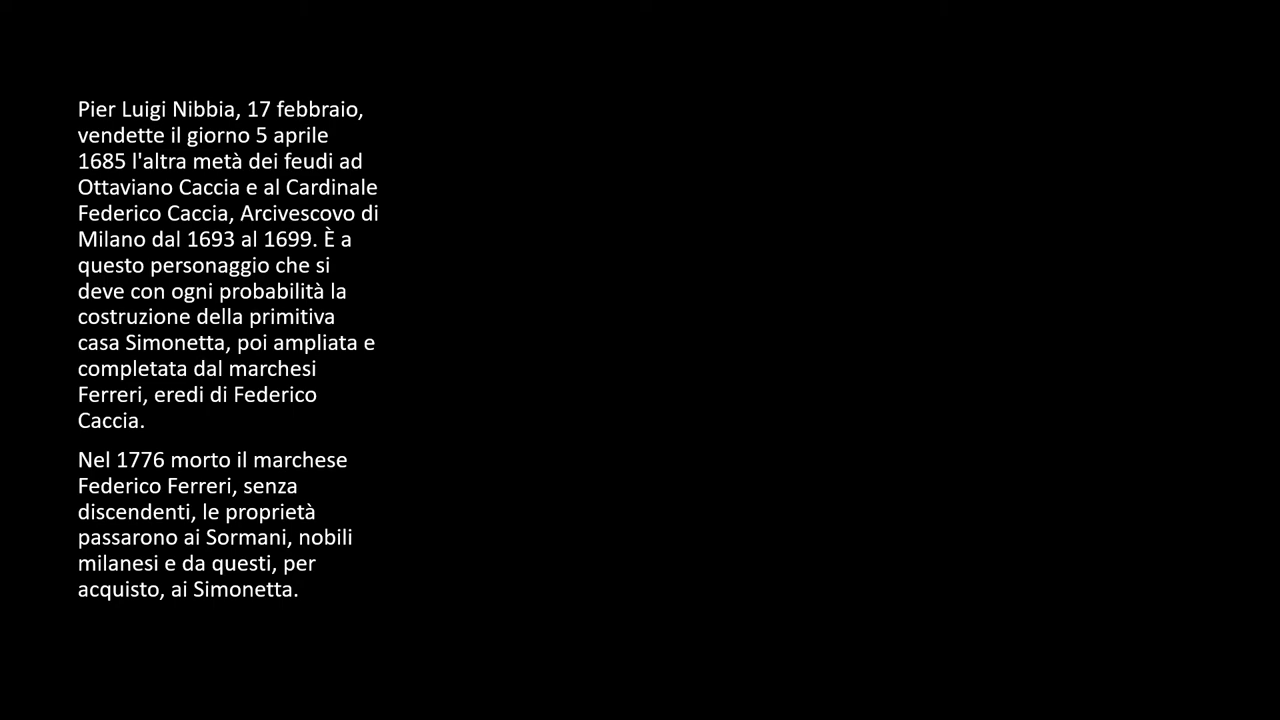 Pier Luigi Nibbia, 17 febbraio,
vendette il giorno 5 aprile
1685 l'altra metà dei feudi ad
Ottaviano Caccia e al Cardinale
Federico Caccia, Arcivescovo di
Milano dal 1693 al 1699. È a
questo personaggio che si
deve con ogni probabilità la
costruzione della primitiva
casa Simonetta, poi ampliata e
completata dal marchesi
Ferreri, eredi di Federico
Caccia.
Nel 1776 morto il marchese
Federico Ferreri, senza
discendenti, le proprietà
passarono ai Sormani, nobili
milanesi e da questi, per
acquisto, ai Simonetta.